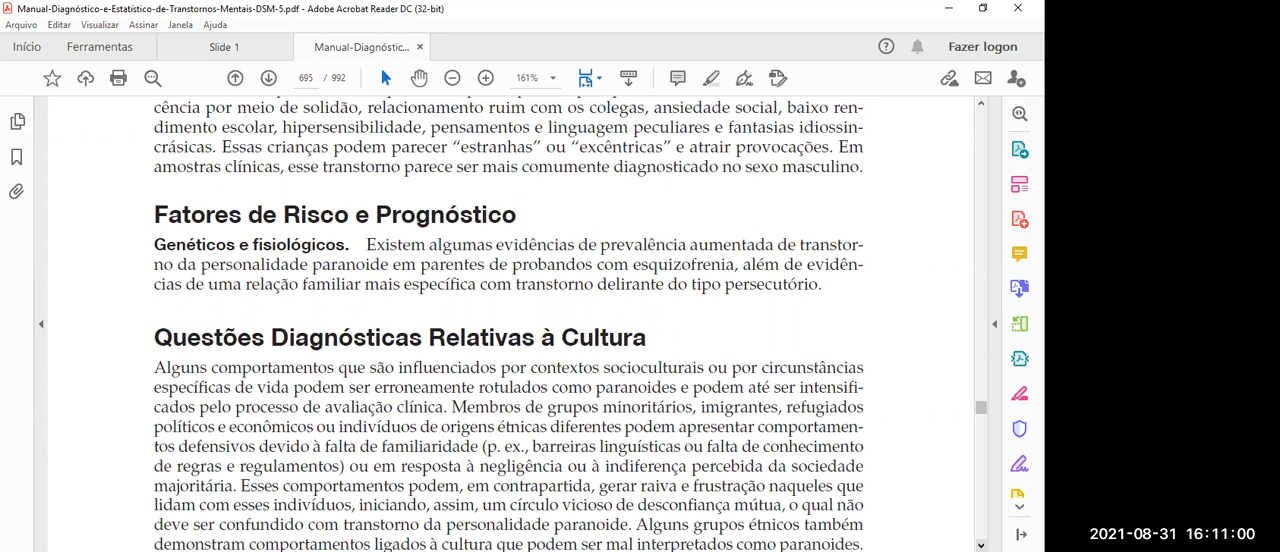 Manual-Diagnóstico-e-Estatístico-de-Transtornos-Mentais-DSM-5.pdf - Adobe Acrobat Reader DC (32-bit)
Arquivo Editar Visualizar Assinar Janela Ajuda
Início Ferramentas Slide 1 Manual-Diagnóstic... × Fazer logon
695 / 992 161%
cência por meio de solidão, relacionamento ruim com os colegas, ansiedade social, baixo ren-
dimento escolar, hipersensibilidade, pensamentos e linguagem peculiares e fantasias idiossin-
crásicas. Essas crianças podem parecer “estranhas” ou “excêntricas” e atrair provocações. Em
amostras clínicas, esse transtorno parece ser mais comumente diagnosticado no sexo masculino.
Fatores de Risco e Prognóstico
Genéticos e fisiológicos. Existem algumas evidências de prevalência aumentada de transtor-
no da personalidade paranoide em parentes de probandos com esquizofrenia, além de evidên-
cias de uma relação familiar mais específica com transtorno delirante do tipo persecutório.
Questões Diagnósticas Relativas à Cultura
Alguns comportamentos que são influenciados por contextos socioculturais ou por circunstâncias
específicas de vida podem ser erroneamente rotulados como paranoides e podem até ser intensifi-
cados pelo processo de avaliação clínica. Membros de grupos minoritários, imigrantes, refugiados
políticos e econômicos ou indivíduos de origens étnicas diferentes podem apresentar comportamen-
tos defensivos devido à falta de familiaridade (p. ex., barreiras linguísticas ou falta de conhecimento
de regras e regulamentos) ou em resposta à negligência ou à indiferença percebida da sociedade
majoritária. Esses comportamentos podem, em contrapartida, gerar raiva e frustração naqueles que
lidam com esses indivíduos, iniciando, assim, um círculo vicioso de desconfiança mútua, o qual não
deve ser confundido com transtorno da personalidade paranoide. Alguns grupos étnicos também
demonstram comportamentos ligados à cultura que podem ser mal interpretados como paranoides.
2021-08-31 16:11:00